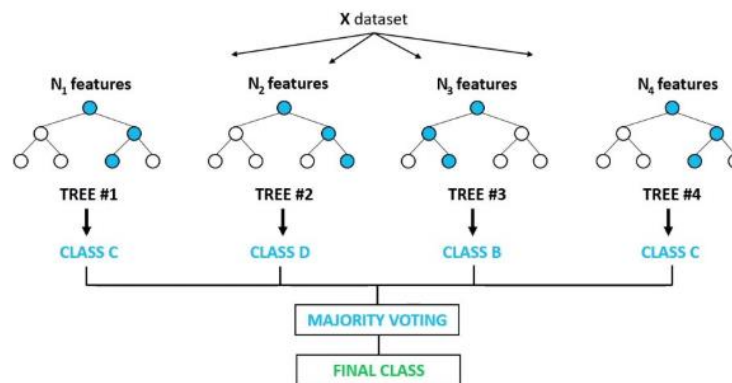 X dataset
N₁ features N₂ features N₃ features N₄ features
TREE #1 TREE #2 TREE #3 TREE #4
CLASS C CLASS D CLASS B CLASS C
MAJORITY VOTING
FINAL CLASS